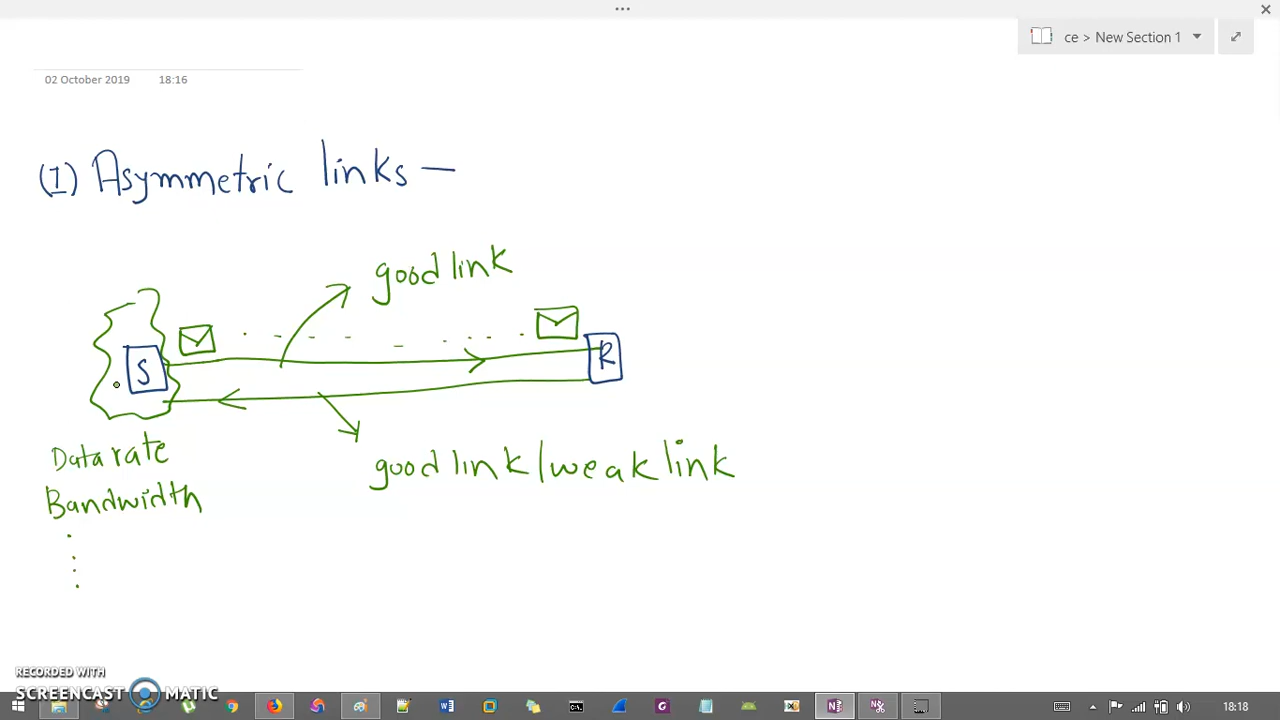 ce > New Section 1
02 October 2019 18:16
(I) Asymmetric links —
good link
S
R
Data rate
Bandwidth
good link/weak link
RECORDED WITH
SCREENCAST MATIC
18:18